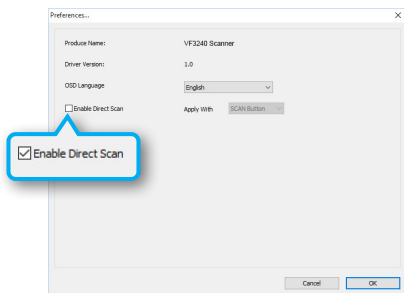 Preferences... X
Produce Name: VF3240 Scanner
Driver Version: 1.0
OSD Language English
Enable Direct Scan Apply With SCAN Button
Enable Direct Scan
Cancel OK